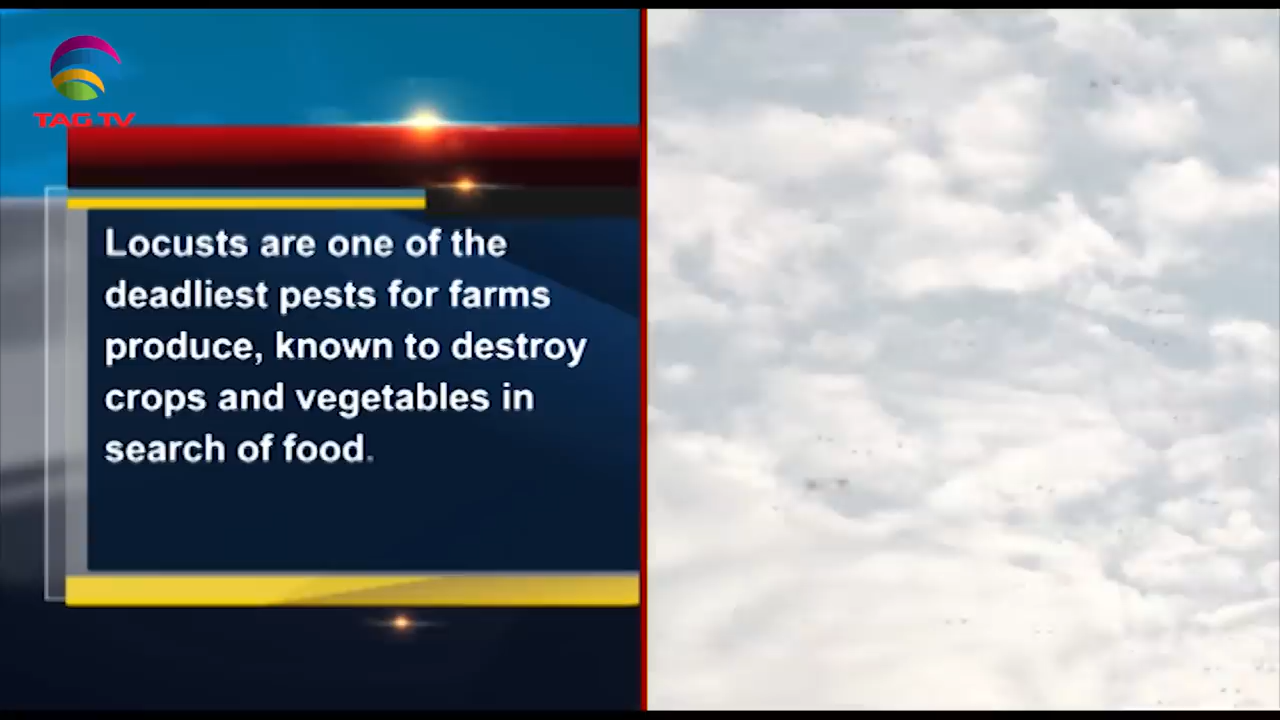 TAG TV
Locusts are one of the
deadliest pests for farms
produce, known to destroy
crops and vegetables in
search of food.